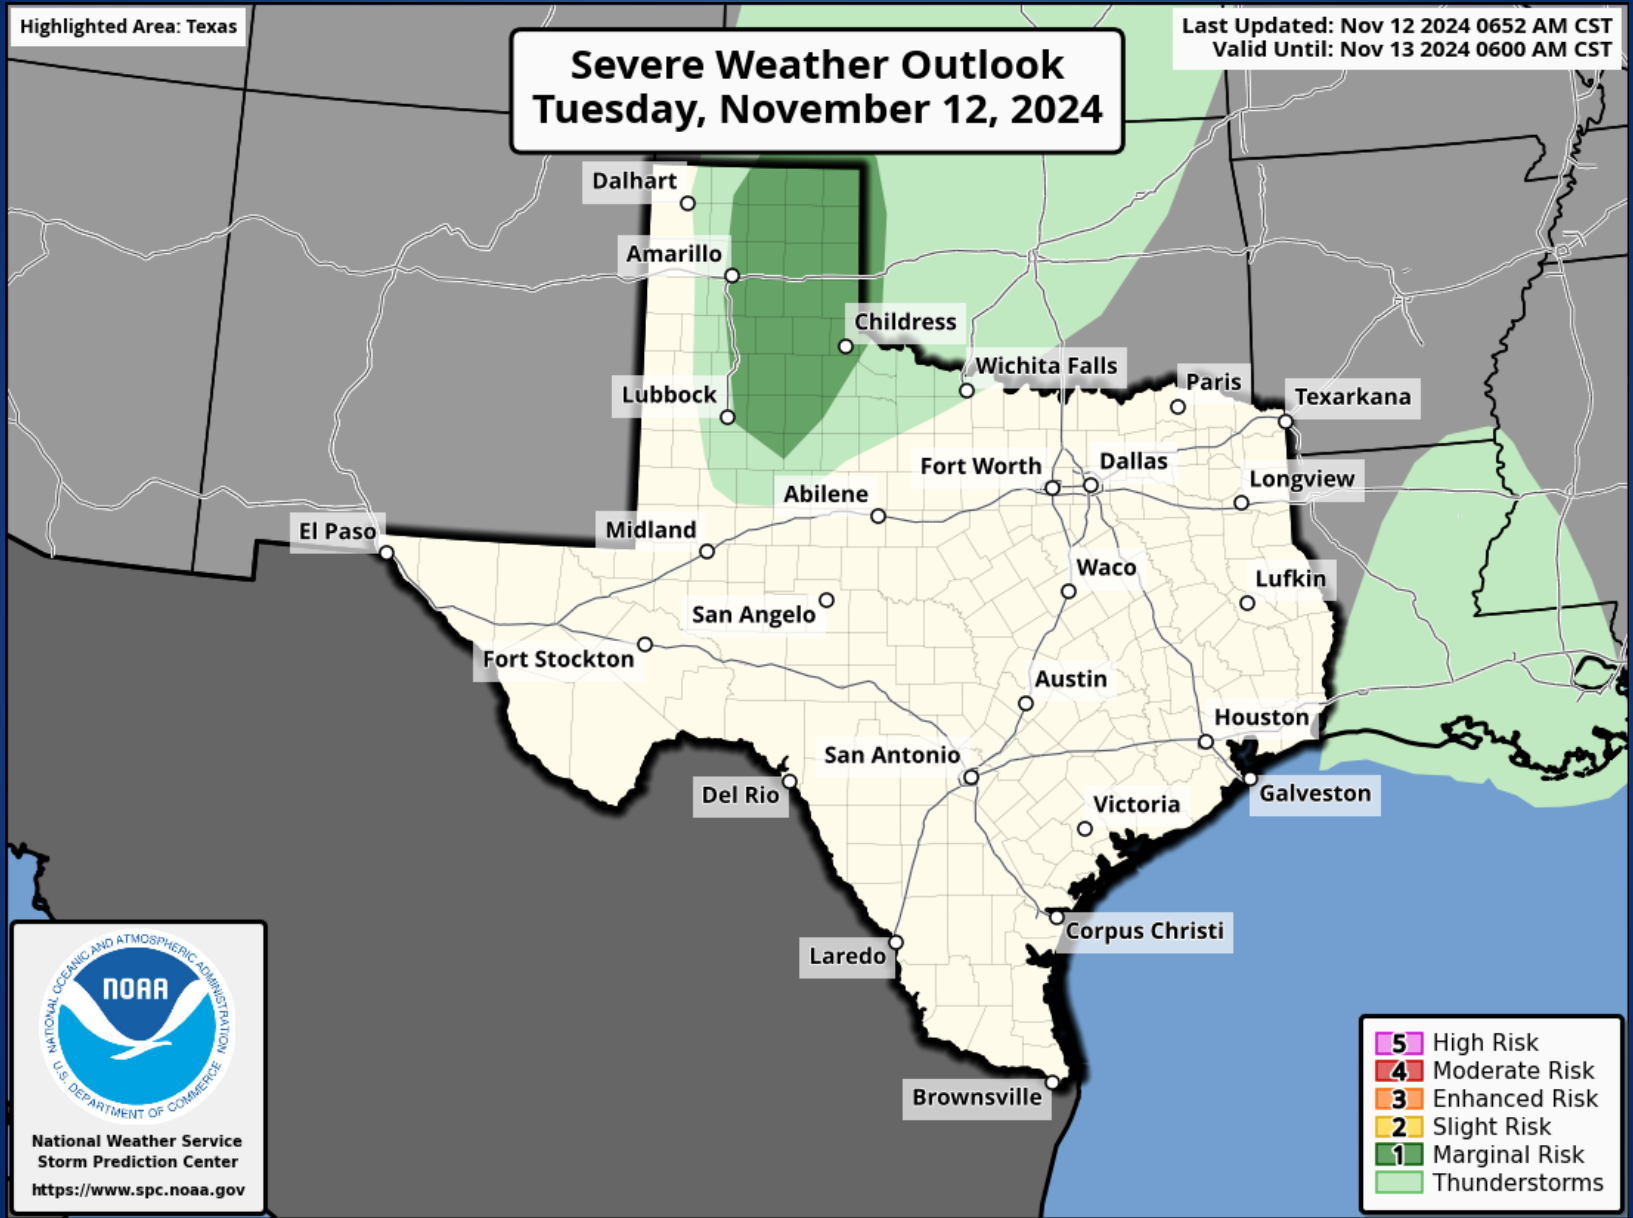 Highlighted Area: Texas
Severe Weather Outlook
Tuesday, November 12, 2024
Last Updated: Nov 12 2024 0652 AM CST
Valid Until: Nov 13 2024 0600 AM CST
Dalhart
Amarillo
Childress
Wichita Falls
Paris
Texarkana
Lubbock
Fort Worth
Dallas
Longview
Abilene
El Paso
Midland
Waco
Lufkin
San Angelo
Fort Stockton
Austin
Houston
San Antonio
Del Rio
Victoria
Galveston
Corpus Christi
Laredo
Brownsville
NATIONAL OCEANIC AND ATMOSPHERIC ADMINISTRATION
NOAA
U.S. DEPARTMENT OF COMMERCE
National Weather Service
Storm Prediction Center
https://www.spc.noaa.gov
5 High Risk
4 Moderate Risk
3 Enhanced Risk
2 Slight Risk
1 Marginal Risk
Thunderstorms